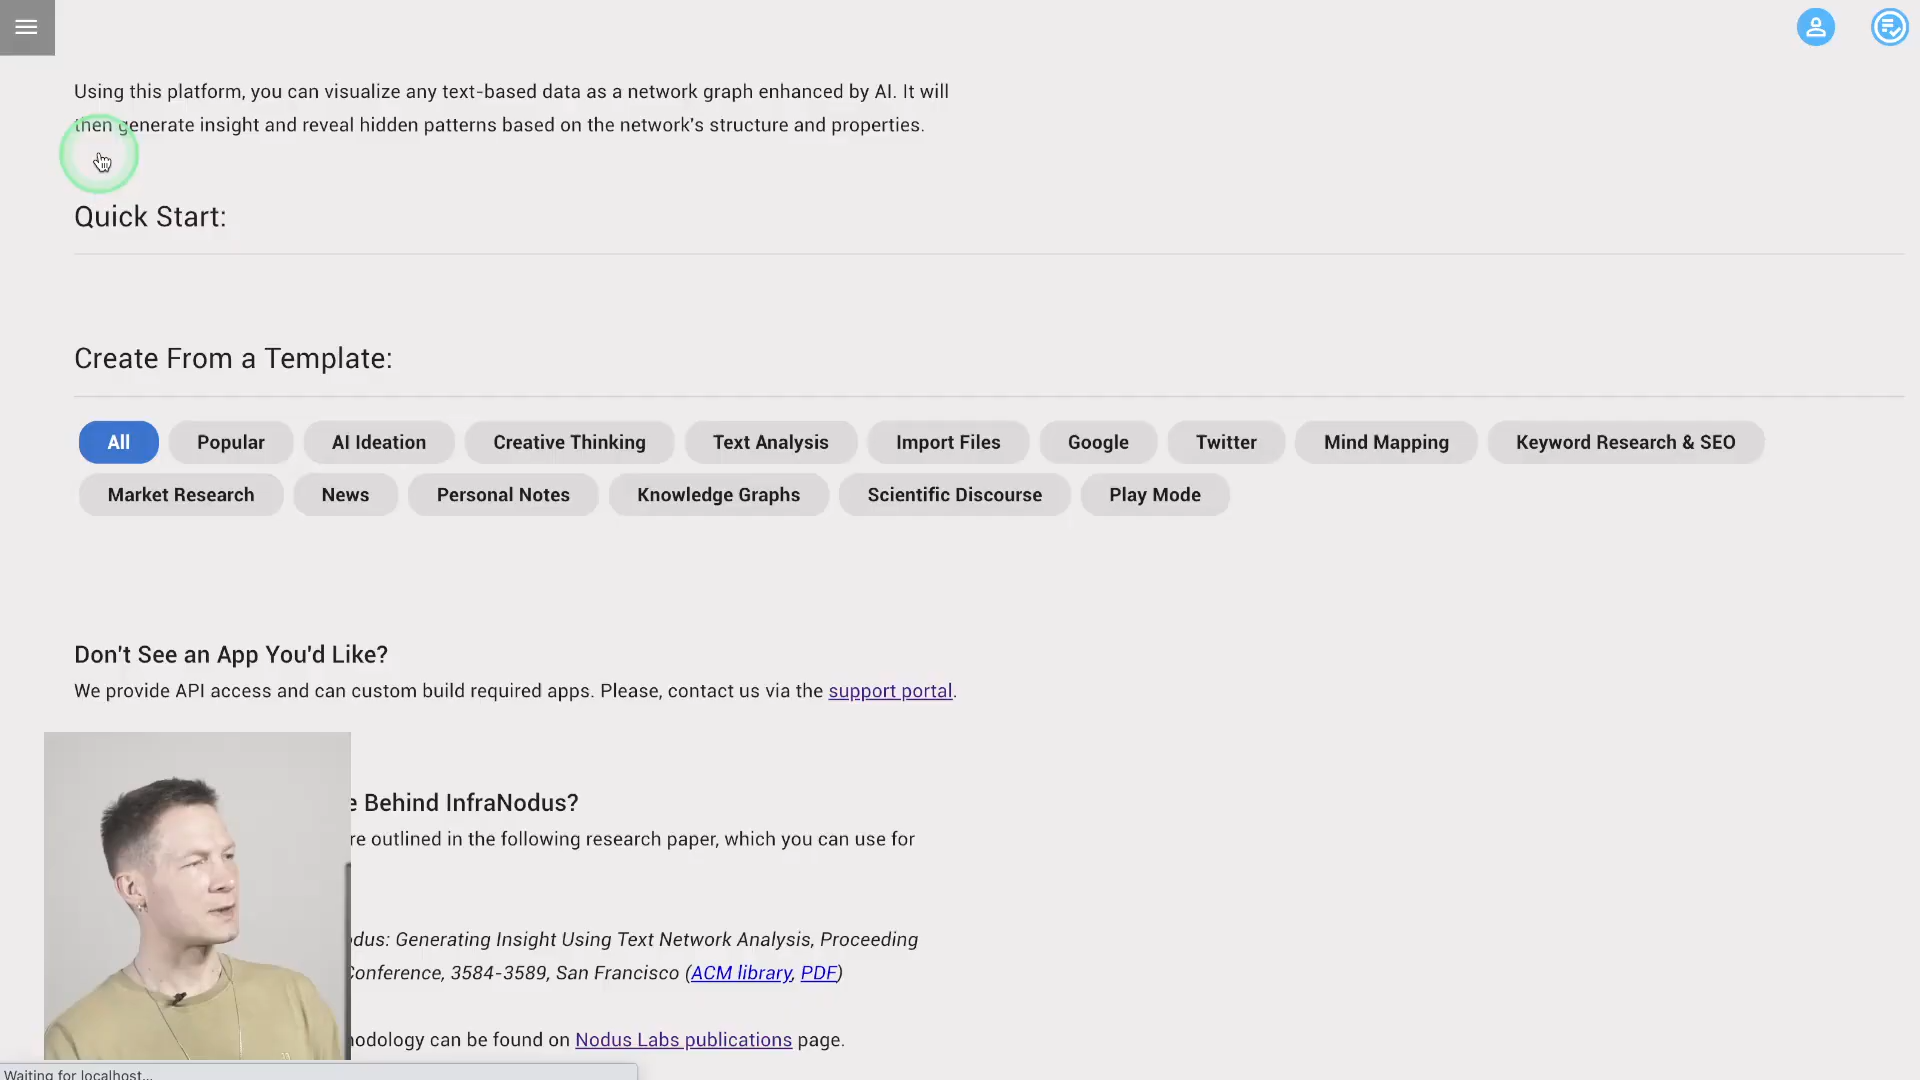 Using this platform, you can visualize any text-based data as a network graph enhanced by AI. It will
then generate insight and reveal hidden patterns based on the network's structure and properties.
Quick Start:
Create From a Template:
All Popular AI Ideation Creative Thinking Text Analysis Import Files Google Twitter Mind Mapping Keyword Research & SEO
Market Research News Personal Notes Knowledge Graphs Scientific Discourse Play Mode
Don't See an App You'd Like?
We provide API access and can custom build required apps. Please, contact us via the support portal.
Behind InfraNodus?
outlined in the following research paper, which you can use for
Generating Insight Using Text Network Analysis, Proceeding
Conference, 3584-3589, San Francisco (ACM library, PDF)
can be found on Nodus Labs publications page.
Waiting for localhost...